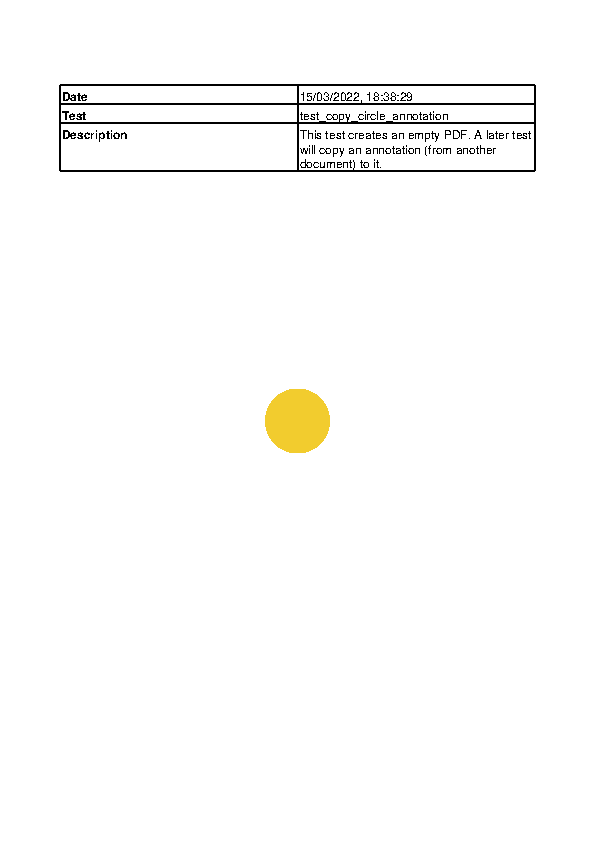 Date 15/03/2022, 18:38:29
Test test_copy_circle_annotation
Description This test creates an empty PDF. A later test
will copy an annotation (from another
document) to it.